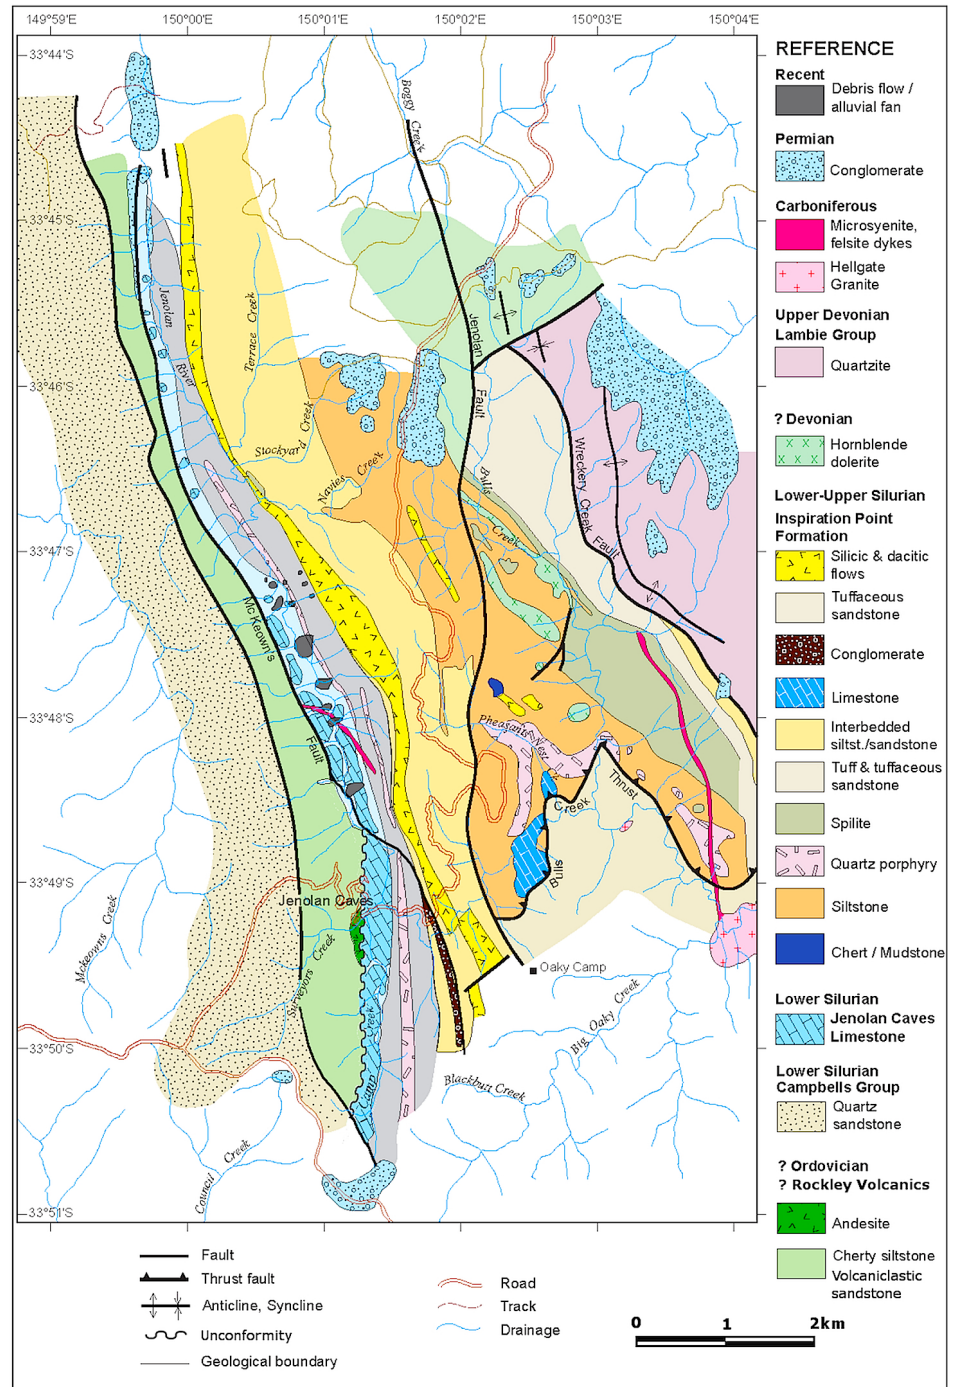 149°59'E 150°00'E 150°01'E 150°02'E 150°03'E 150°04'E
33°44'S
33°45'S
33°46'S
33°47'S
33°48'S
33°49'S
33°50'S
33°51'S
Boggy Creek
Jenolan River
Terrace Creek
Jenolan Fault
Stockyard Creek
Navies Creek
Bulls Creek
Wreckery Creek Fault
Mc Keown's Fault
Pheasants Nest
Creek
Thrust
Bulls
Jenolan Caves
Mckeowns Creek
Surveyors Creek
Camp Creek
Oaky Camp
Big Oaky Creek
Blackbutt Creek
Council Creek
REFERENCE
Recent
Debris flow /
alluvial fan
Permian
Conglomerate
Carboniferous
Microsyenite,
felsite dykes
Hellgate
Granite
Upper Devonian
Lambie Group
Quartzite
? Devonian
Hornblende
dolerite
Lower-Upper Silurian
Inspiration Point
Formation
Silicic & dacitic
flows
Tuffaceous
sandstone
Conglomerate
Limestone
Interbedded
siltst./sandstone
Tuff & tuffaceous
sandstone
Spilite
Quartz porphyry
Siltstone
Chert / Mudstone
Lower Silurian
Jenolan Caves
Limestone
Lower Silurian
Campbells Group
Quartz
sandstone
? Ordovician
? Rockley Volcanics
Andesite
Cherty siltstone
Volcaniclastic
sandstone
Fault
Thrust fault
Anticline, Syncline
Unconformity
Geological boundary
Road
Track
Drainage
0 1 2km